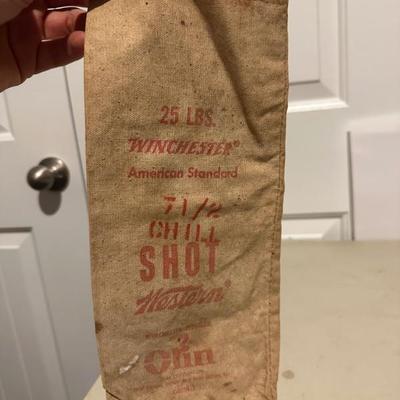 25 LBS.
WINCHESTER®
American Standard
7 1/2
CHILL
SHOT
Western®
Olin